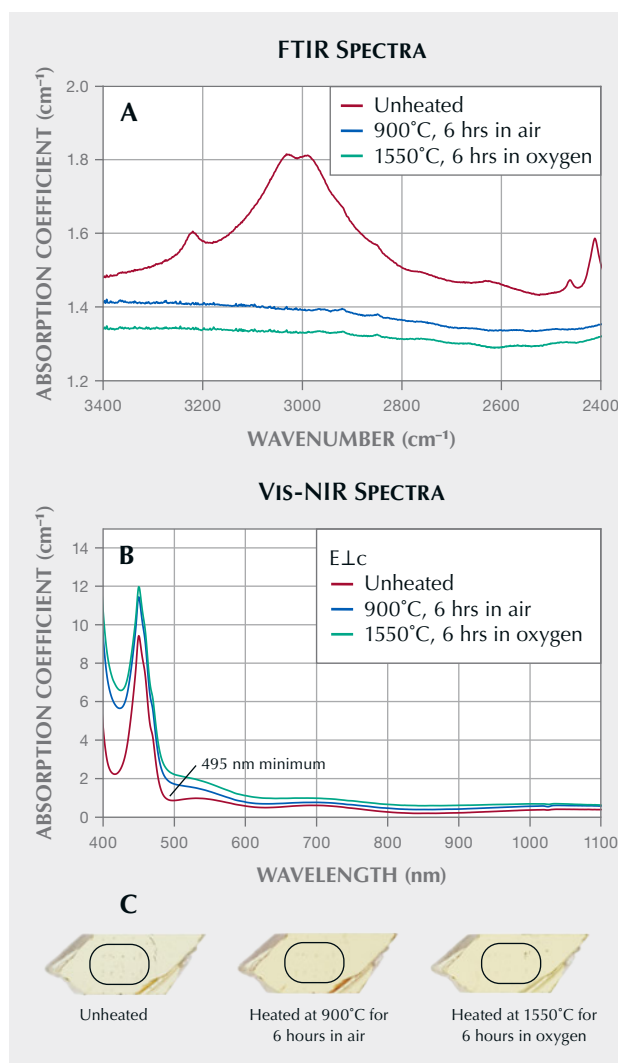 FTIR SPECTRA
A
Unheated
900˚C, 6 hrs in air
1550˚C, 6 hrs in oxygen
ABSORPTION COEFFICIENT (cm⁻¹)
2.0
1.8
1.6
1.4
1.2
3400 3200 3000 2800 2600 2400
WAVENUMBER (cm⁻¹)
VIS-NIR SPECTRA
B
E⊥c
Unheated
900˚C, 6 hrs in air
1550˚C, 6 hrs in oxygen
495 nm minimum
ABSORPTION COEFFICIENT (cm⁻¹)
14
12
10
8
6
4
2
0
400 500 600 700 800 900 1000 1100
WAVELENGTH (nm)
C
Unheated
Heated at 900˚C for
6 hours in air
Heated at 1550˚C for
6 hours in oxygen